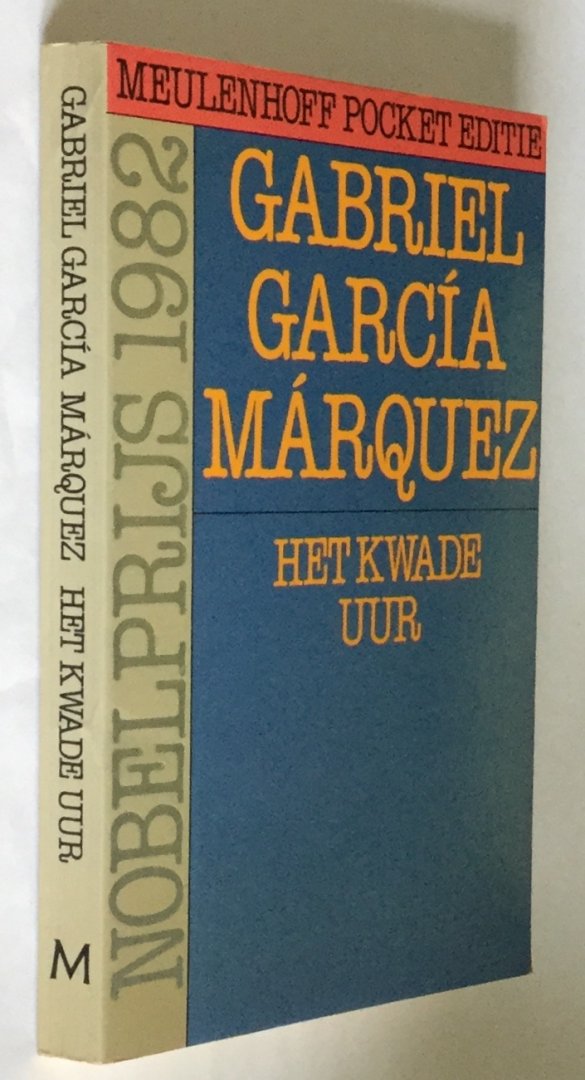 MEULENHOFF POCKET EDITIE
GABRIEL
GARCÍA
MÁRQUEZ
HET KWADE
UUR
NOBELPRIJS 1982
GABRIEL GARCÍA MÁRQUEZ HET KWADE UUR
M